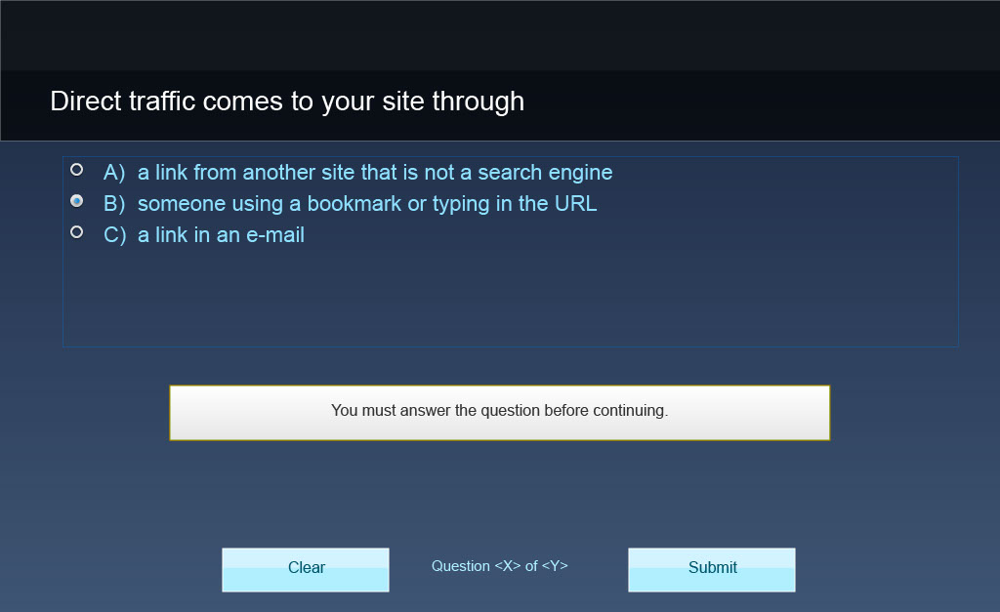 Direct traffic comes to your site through
A) a link from another site that is not a search engine
B) someone using a bookmark or typing in the URL
C) a link in an e-mail
You must answer the question before continuing.
Clear
Question <X> of <Y>
Submit